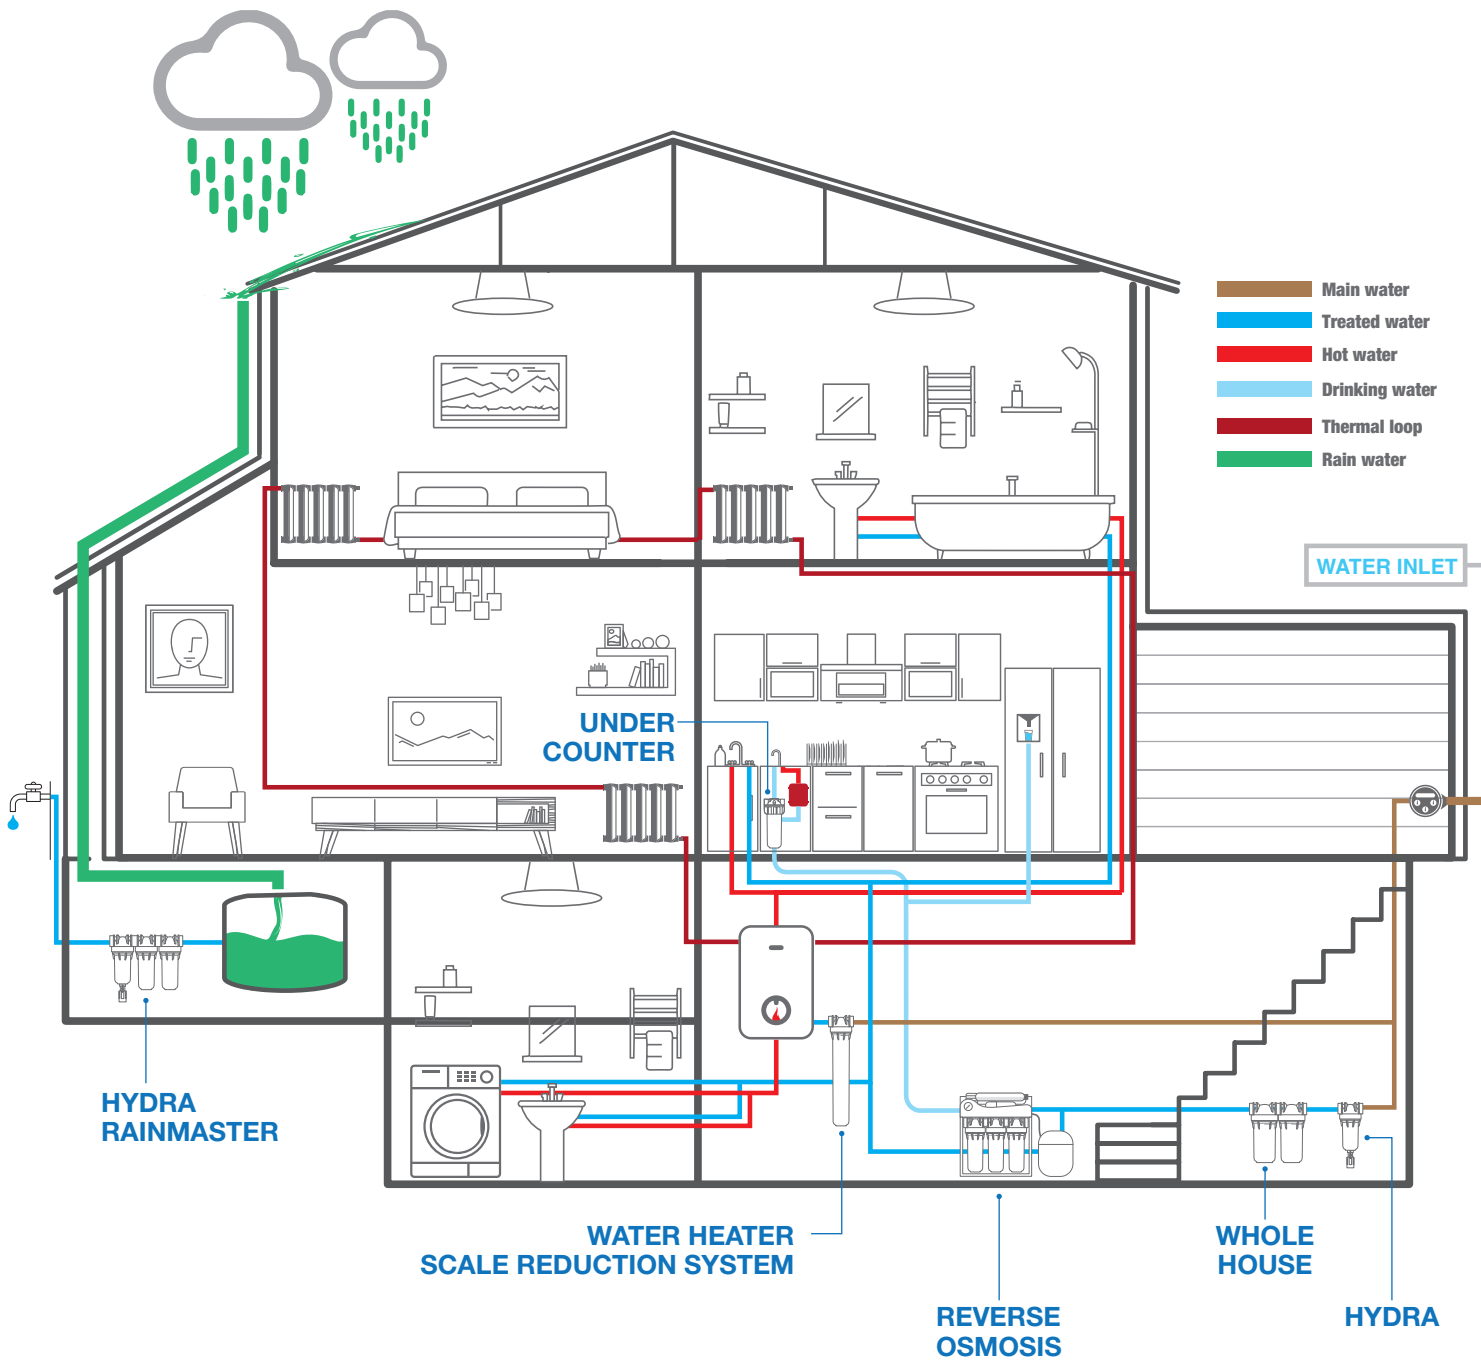 Main water
Treated water
Hot water
Drinking water
Thermal loop
Rain water
WATER INLET
UNDER
COUNTER
HYDRA
RAINMASTER
WATER HEATER
SCALE REDUCTION SYSTEM
WHOLE
HOUSE
REVERSE
OSMOSIS
HYDRA